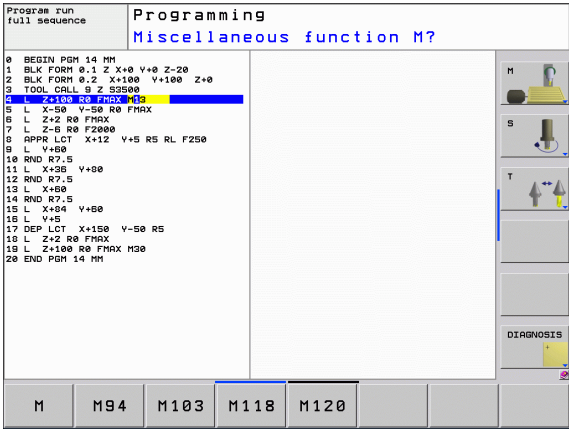 Program run
full sequence
Programming
Miscellaneous function M?
0 BEGIN PGM 14 MM
1 BLK FORM 0.1 Z X+0 Y+0 Z-20
2 BLK FORM 0.2 X+100 Y+100 Z+0
3 TOOL CALL 9 Z S3500
4 L Z+100 R0 FMAX M13
5 L X-50 Y-50 R0 FMAX
6 L Z+2 R0 FMAX
7 L Z-6 R0 F2000
8 APPR LCT X+12 Y+5 R5 RL F250
9 L Y+60
10 RND R7.5
11 L X+36 Y+80
12 RND R7.5
13 L X+60
14 RND R7.5
15 L X+84 Y+60
16 L Y+5
17 DEP LCT X+150 Y-50 R5
18 L Z+2 R0 FMAX
19 L Z+100 R0 FMAX M30
20 END PGM 14 MM
M
S
T
DIAGNOSIS
M
M94
M103
M118
M120